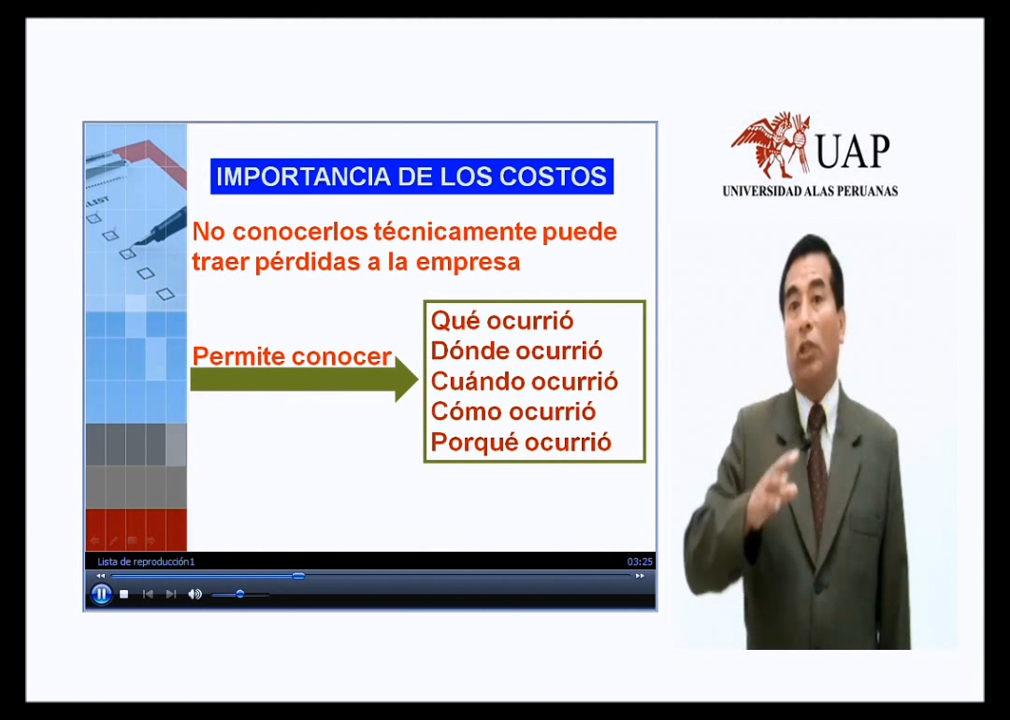 IMPORTANCIA DE LOS COSTOS
No conocerlos técnicamente puede
traer pérdidas a la empresa
Permite conocer
Qué ocurrió
Dónde ocurrió
Cuándo ocurrió
Cómo ocurrió
Porqué ocurrió
LIST
Lista de reproducción1
03:25
UAP
UNIVERSIDAD ALAS PERUANAS